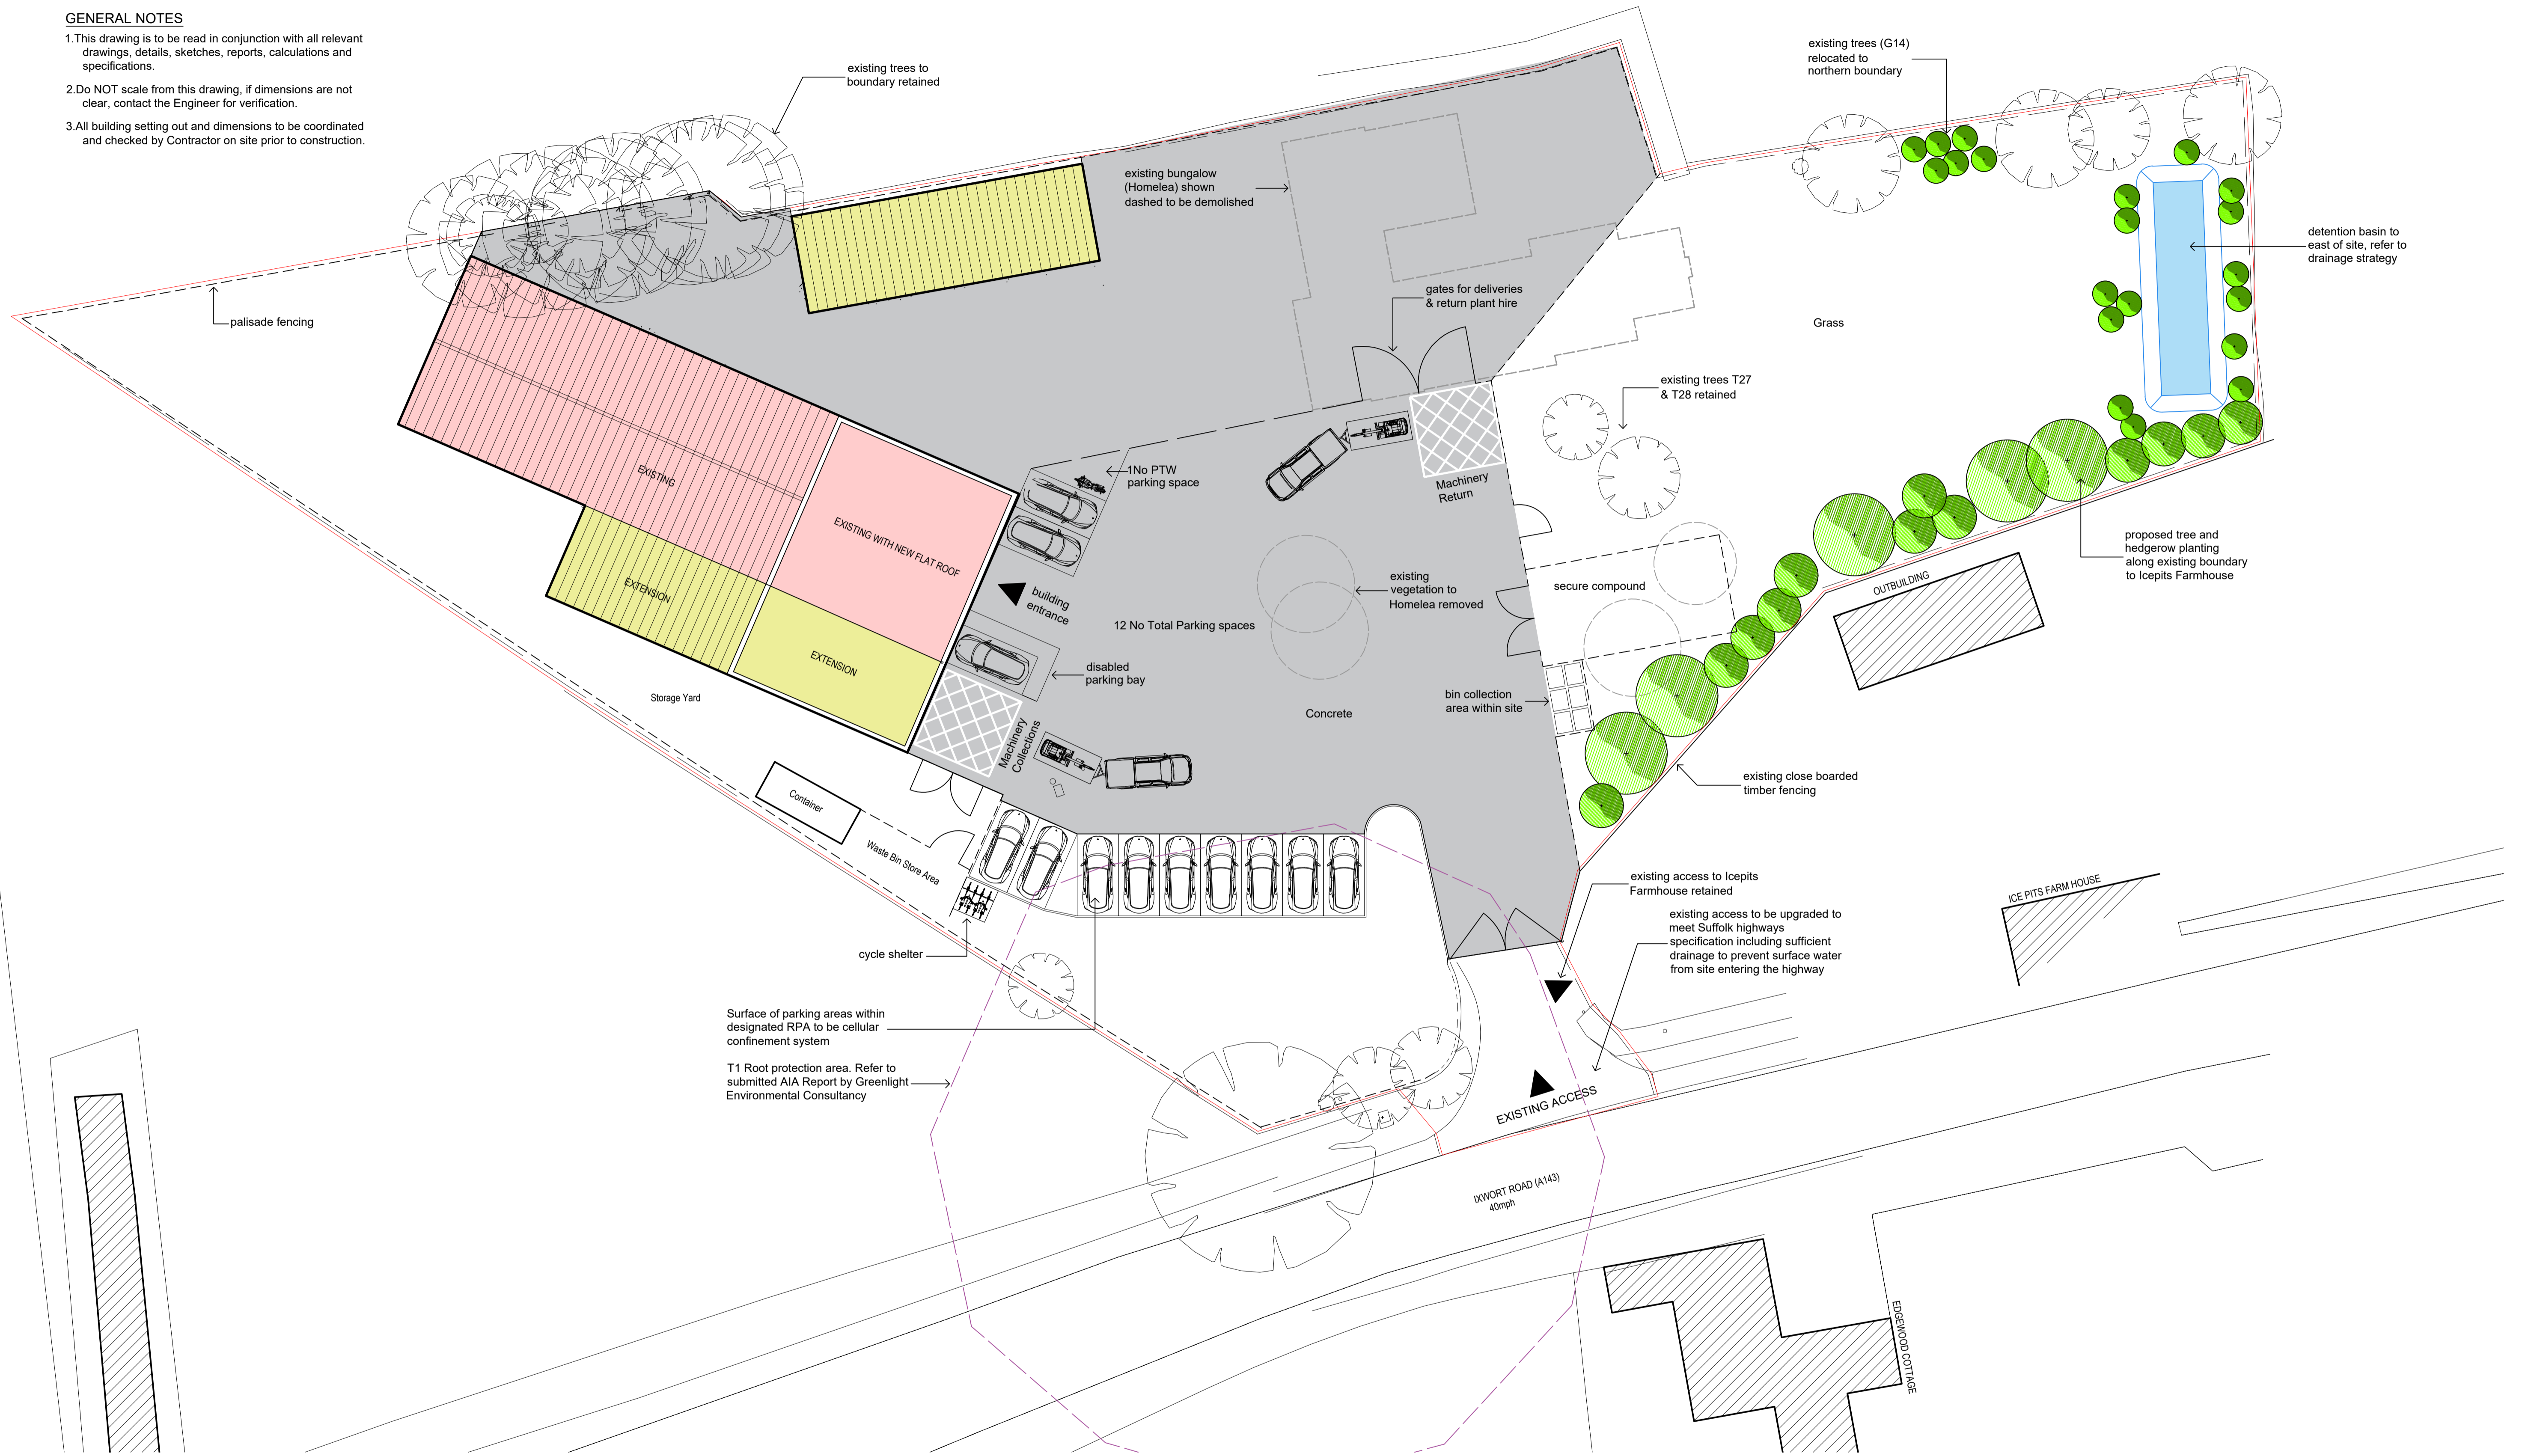 GENERAL NOTES
1.This drawing is to be read in conjunction with all relevant
drawings, details, sketches, reports, calculations and
specifications.
2.Do NOT scale from this drawing, if dimensions are not
clear, contact the Engineer for verification.
3.All building setting out and dimensions to be coordinated
and checked by Contractor on site prior to construction.
existing trees to
boundary retained
existing trees (G14)
relocated to
northern boundary
existing bungalow
(Homelea) shown
dashed to be demolished
detention basin to
east of site, refer to
drainage strategy
gates for deliveries
& return plant hire
palisade fencing
Grass
existing trees T27
& T28 retained
EXISTING
1No PTW
parking space
Machinery
Return
EXISTING WITH NEW FLAT ROOF
proposed tree and
hedgerow planting
along existing boundary
to Icepits Farmhouse
EXTENSION
building
entrance
existing
vegetation to
Homelea removed
secure compound
OUTBUILDING
12 No Total Parking spaces
EXTENSION
disabled
parking bay
Storage Yard
bin collection
area within site
Concrete
Machinery
Collections
existing close boarded
timber fencing
Container
Waste Bin Store Area
existing access to Icepits
Farmhouse retained
ICE PITS FARM HOUSE
existing access to be upgraded to
meet Suffolk highways
specification including sufficient
drainage to prevent surface water
from site entering the highway
cycle shelter
Surface of parking areas within
designated RPA to be cellular
confinement system
T1 Root protection area. Refer to
submitted AIA Report by Greenlight
Environmental Consultancy
EXISTING ACCESS
IXWORT ROAD (A143)
40mph
EDGEWOOD COTTAGE